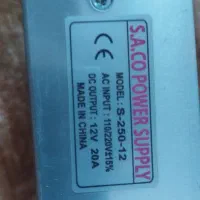 S.A.CO POWER SUPPLY
CE
MODEL: S-250-12
AC INPUT: 110/220V±15%
DC OUTPUT: 12V 20A
MADE IN CHINA